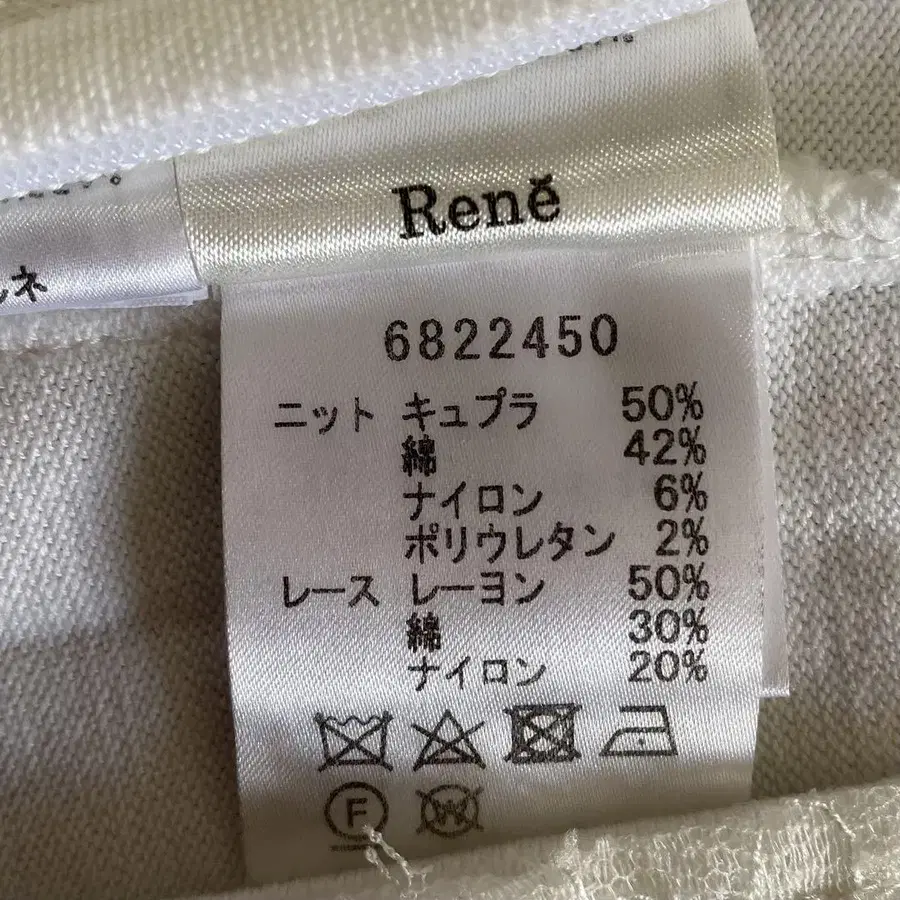 Renĕ
ネ
6822450
ニット キュプラ 50%
綿 42%
ナイロン 6%
ポリウレタン 2%
レース レーヨン 50%
綿 30%
ナイロン 20%
F
W